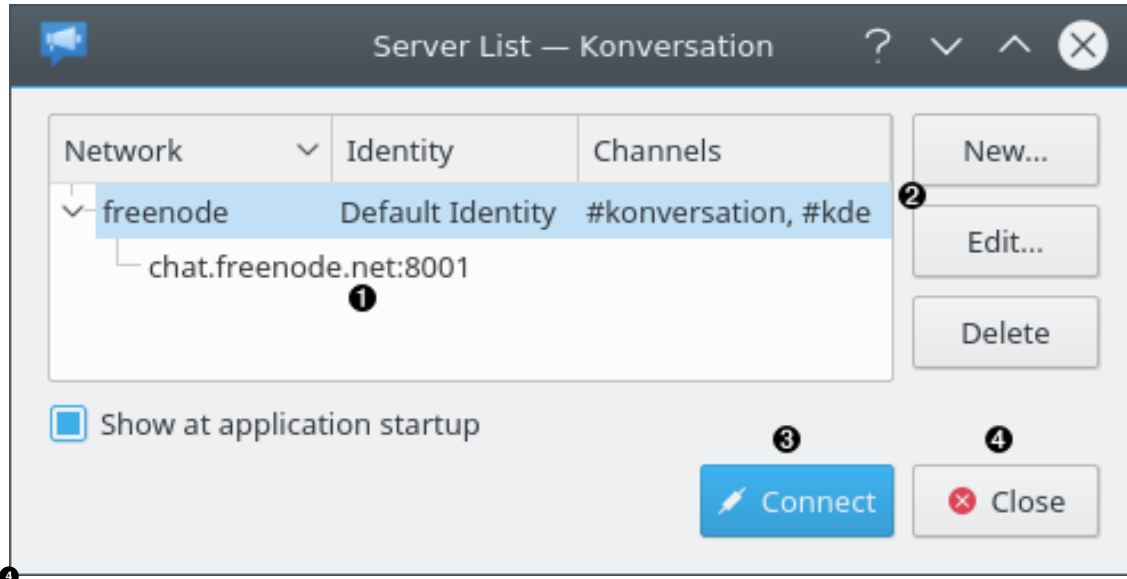 Server List — Konversation ?
Network Identity Channels
New...
❷
freenode Default Identity #konversation, #kde
Edit...
chat.freenode.net:8001
❶
Delete
Show at application startup
❸ ❹
Connect Close
❹